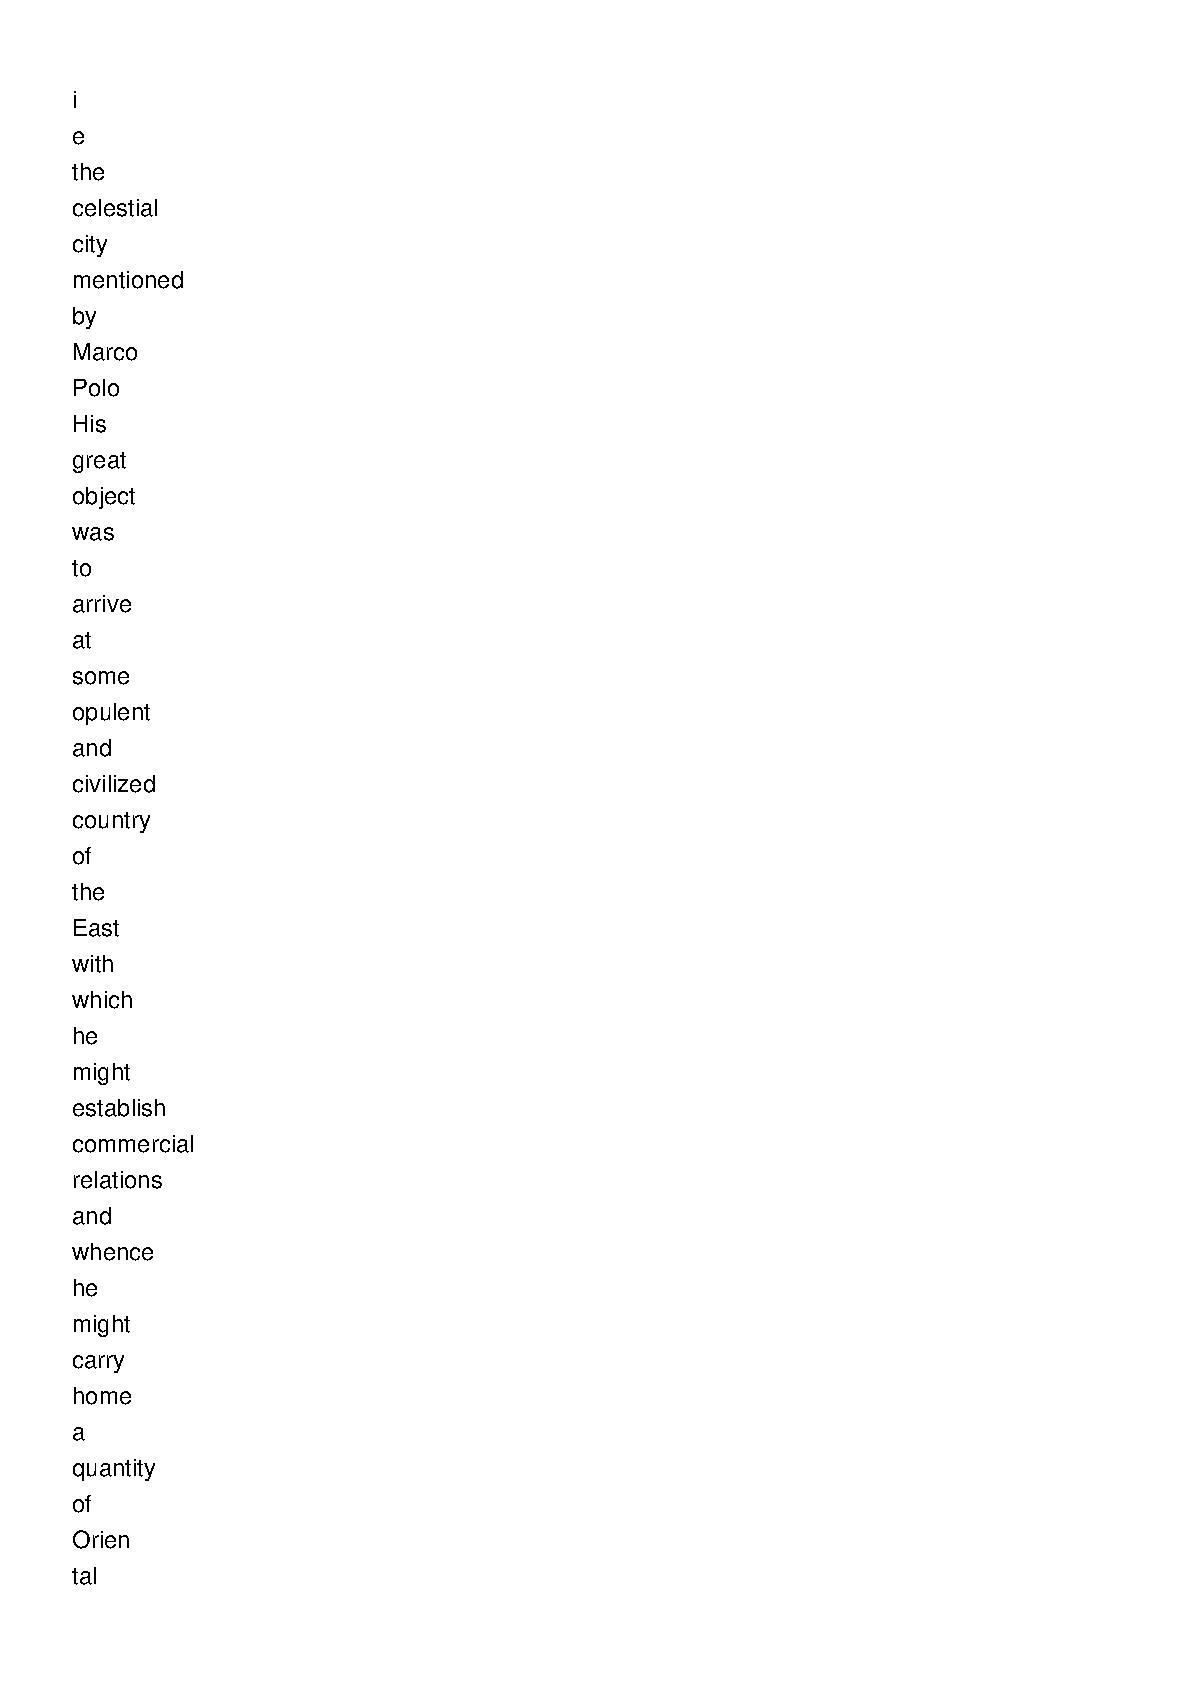 i
e
the
celestial
city
mentioned
by
Marco
Polo
His
great
object
was
to
arrive
at
some
opulent
and
civilized
country
of
the
East
with
which
he
might
establish
commercial
relations
and
whence
he
might
carry
home
a
quantity
of
Orien
tal